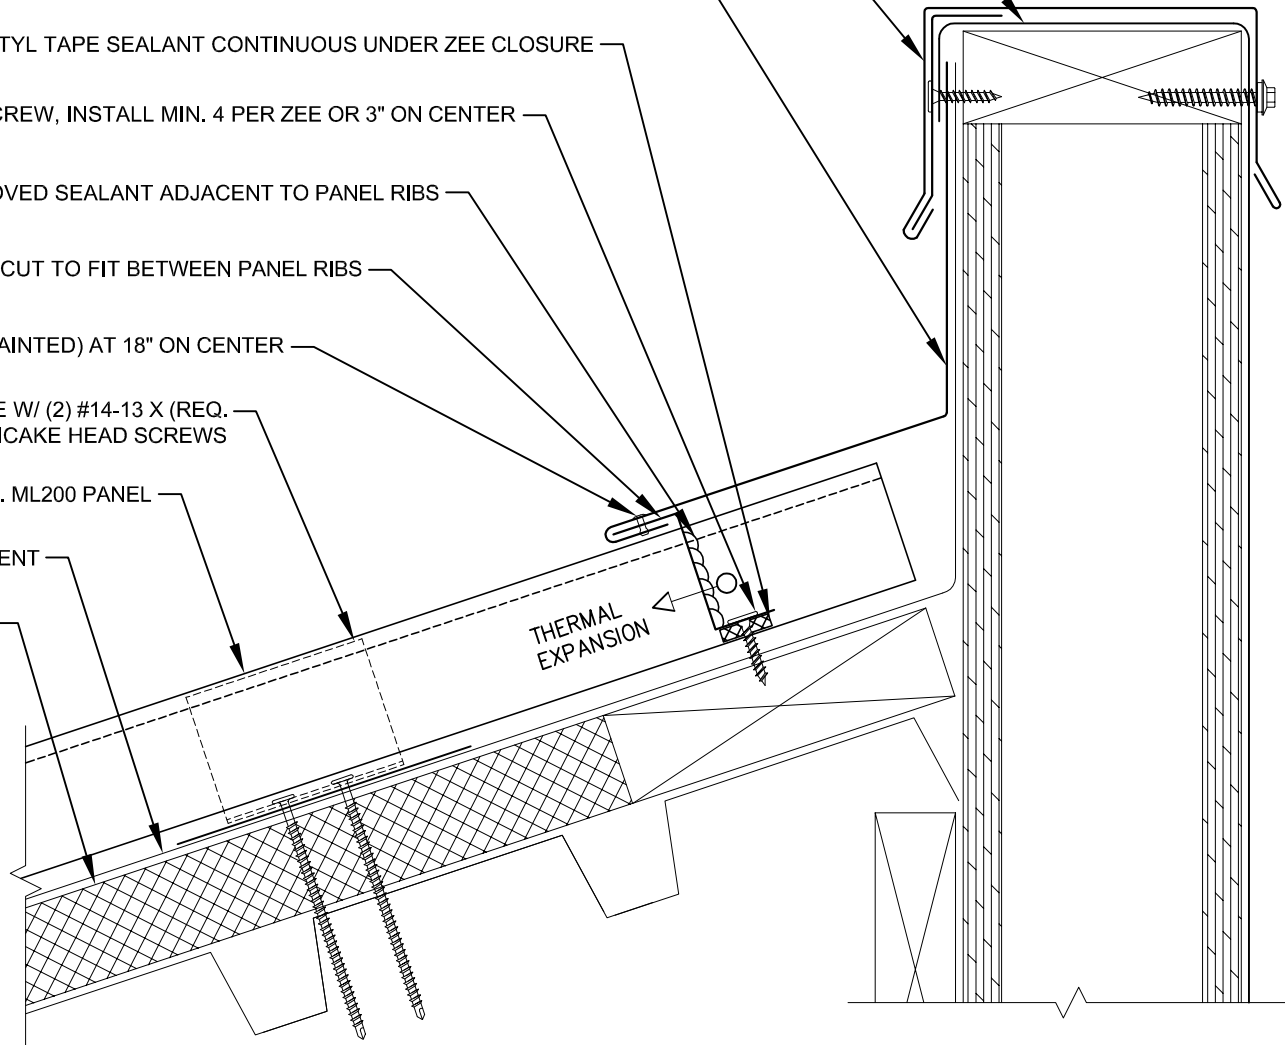 TYL TAPE SEALANT CONTINUOUS UNDER ZEE CLOSURE
CREW, INSTALL MIN. 4 PER ZEE OR 3" ON CENTER
OVED SEALANT ADJACENT TO PANEL RIBS
CUT TO FIT BETWEEN PANEL RIBS
AINTED) AT 18" ON CENTER
E W/ (2) #14-13 X (REQ.
NCAKE HEAD SCREWS
. ML200 PANEL
ENT
THERMAL
EXPANSION